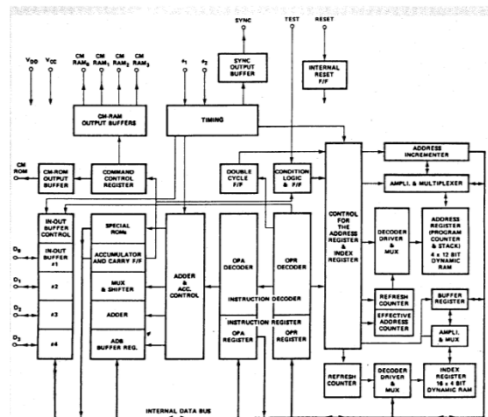 SYNC
TEST
RESET
CM CM CM CM
RAM₀ RAM₁ RAM₂ RAM₃
V_DD V_CC
SYNC
OUTPUT
BUFFER
INTERNAL
RESET
F/F
CM-RAM
OUTPUT BUFFERS
TIMING
CM
ROM
CM-ROM
OUTPUT
BUFFER
COMMAND
CONTROL
REGISTER
DOUBLE
CYCLE
F/F
CONDITION
LOGIC
& F/F
ADDRESS
INCREMENTER
AMPLI. & MULTIPLEXER
CONTROL
FOR
THE
ADDRESS
REGISTER
&
INDEX
REGISTER
IN-OUT
BUFFER
CONTROL
SPECIAL
ROMs
D₀
IN-OUT
BUFFER
#1
ACCUMULATOR
AND CARRY F/F
D₁
#2
MUX
& SHIFTER
D₂
#3
ADDER
D₃
#4
ADB
BUFFER REG.
ADDER
& ACC.
CONTROL
OPA
DECODER
OPR
DECODER
INSTRUCTION DECODER
INSTRUCTION REGISTER
OPA
REGISTER
OPR
REGISTER
DECODER
DRIVER
& MUX
ADDRESS
REGISTER
(PROGRAM
COUNTER
& STACK)
4 x 12 BIT
DYNAMIC
RAM
REFRESH
COUNTER
EFFECTIVE
ADDRESS
COUNTER
BUFFER
REGISTER
AMPLI.
& MUX
REFRESH
COUNTER
DECODER
DRIVER
& MUX
INDEX
REGISTER
16 x 4 BIT
DYNAMIC RAM
INTERNAL DATA BUS